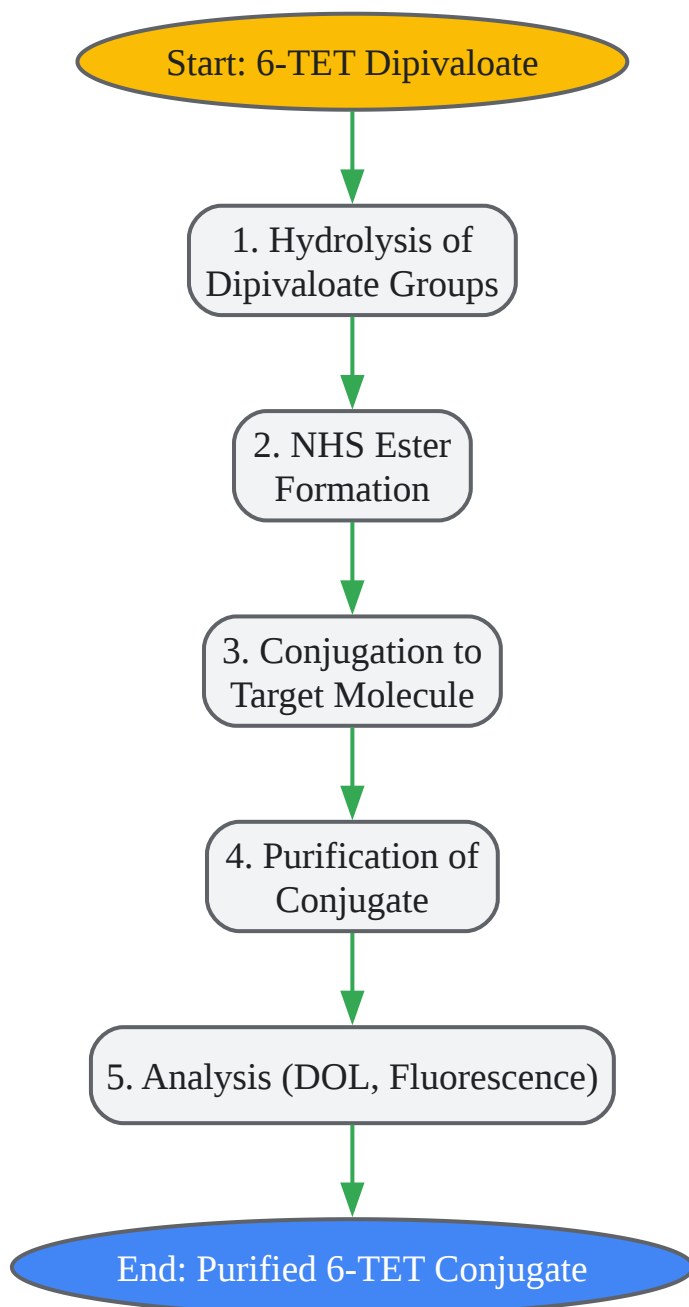 Start: 6-TET Dipivaloate
1. Hydrolysis of
Dipivaloate Groups
2. NHS Ester
Formation
3. Conjugation to
Target Molecule
4. Purification of
Conjugate
5. Analysis (DOL, Fluorescence)
End: Purified 6-TET Conjugate